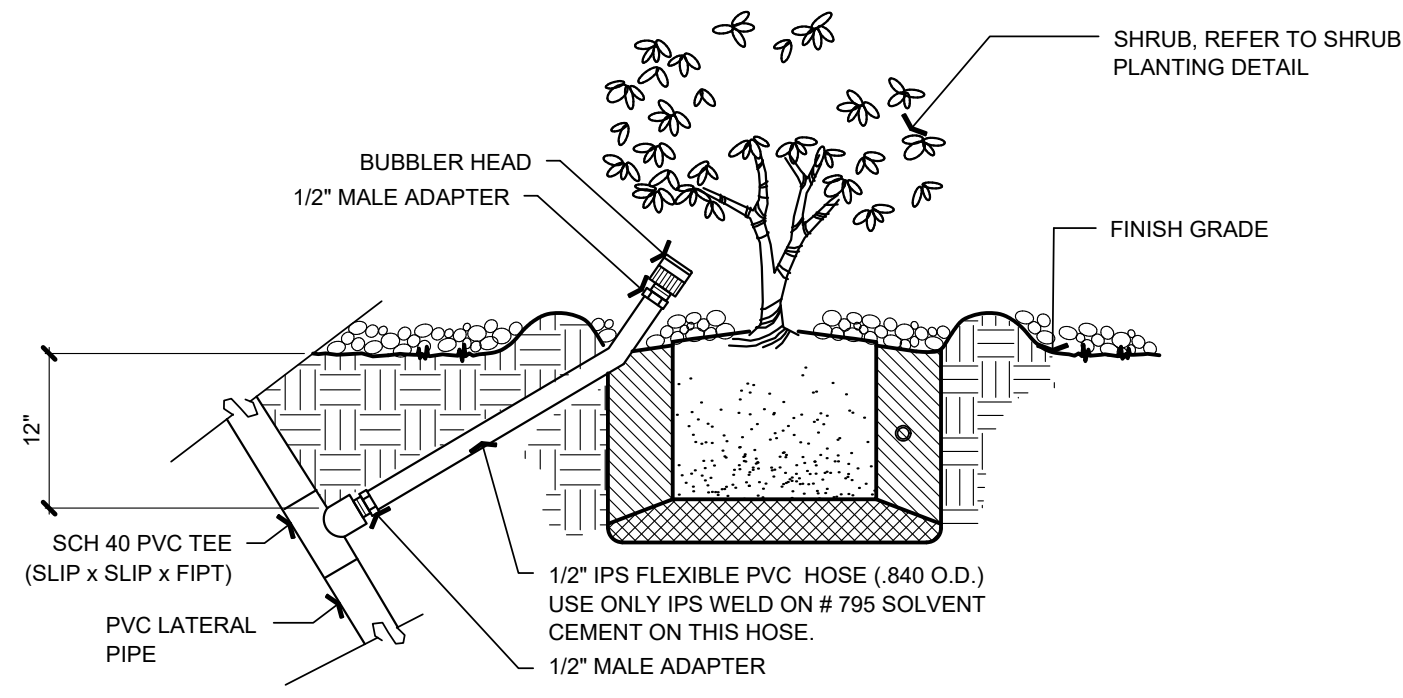 SHRUB, REFER TO SHRUB
PLANTING DETAIL
BUBBLER HEAD
1/2" MALE ADAPTER
FINISH GRADE
12"
SCH 40 PVC TEE
(SLIP x SLIP x FIPT)
PVC LATERAL
PIPE
1/2" IPS FLEXIBLE PVC HOSE (.840 O.D.)
USE ONLY IPS WELD ON # 795 SOLVENT
CEMENT ON THIS HOSE.
1/2" MALE ADAPTER